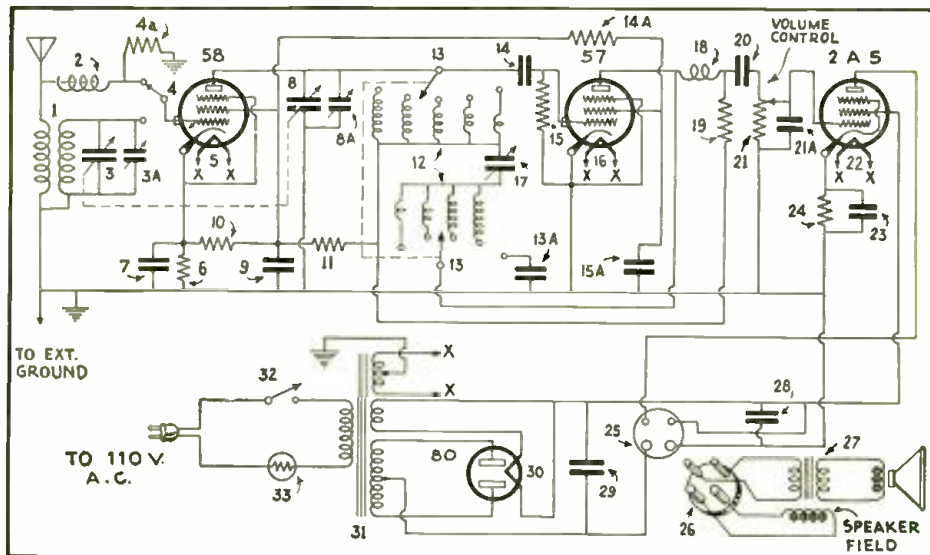 4a
2
58
14A
VOLUME
CONTROL
14
13
57
18
20
2A5
1
4
8
8A
5
X X
3
3A
15
16
X X
19
21
21A
22
X X
12
17
10
13
13A
24
23
7
6
9
11
15A
TO EXT.
GROUND
X
32
X
28
25
27
TO 110 V.
A.C.
80
30
33
31
29
26
SPEAKER
FIELD